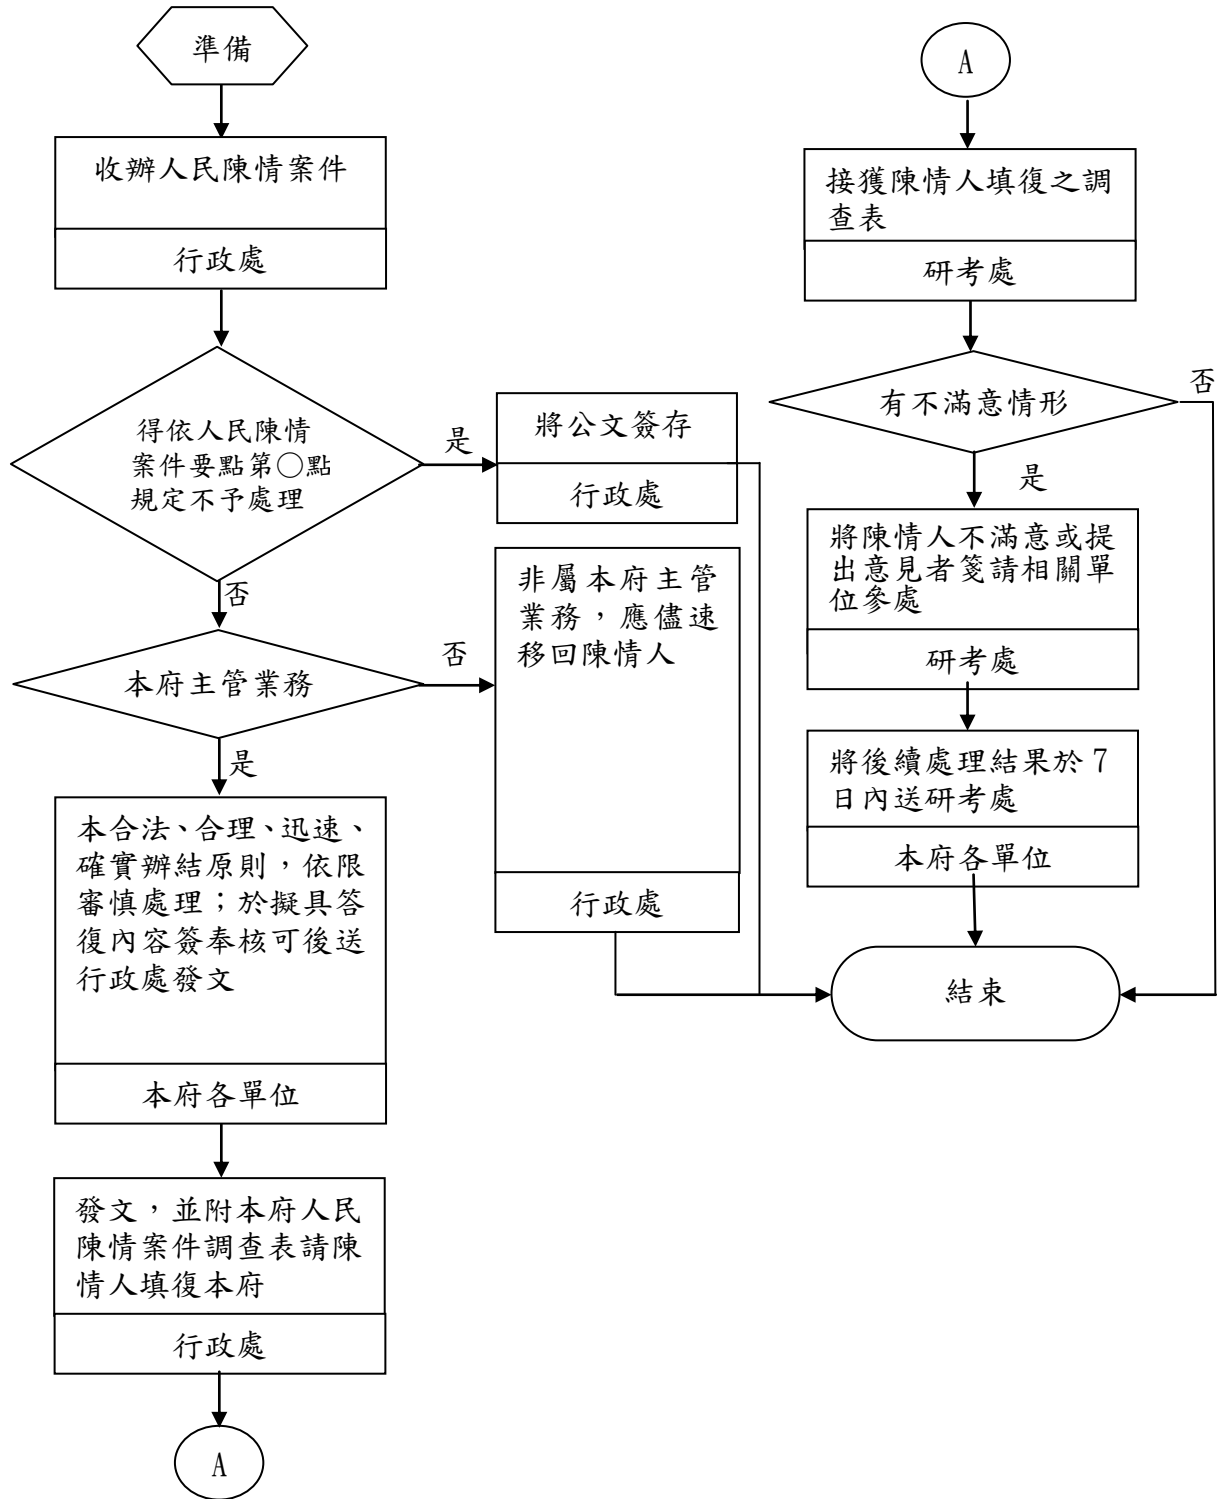 準備
收辦人民陳情案件
行政處
得依人民陳情
案件要點第○點
規定不予處理
是
將公文簽存
行政處
否
本府主管業務
否
非屬本府主管
業務，應儘速
移回陳情人
行政處
是
本合法、合理、迅速、
確實辦結原則，依限
審慎處理；於擬具答
復內容簽奉核可後送
行政處發文
本府各單位
發文，並附本府人民
陳情案件調查表請陳
情人填復本府
行政處
A
A
接獲陳情人填復之調
查表
研考處
有不滿意情形
否
是
將陳情人不滿意或提
出意見者箋請相關單
位參處
研考處
將後續處理結果於7
日內送研考處
本府各單位
結束